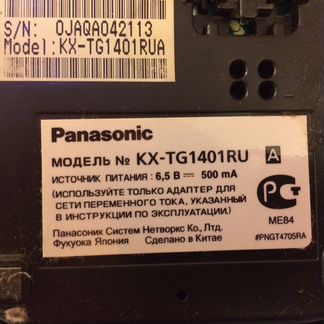 S/N: 0JAQA042113
Model:KX-TG1401RUA
Panasonic
МОДЕЛЬ № KX-TG1401RU A
ИСТОЧНИК ПИТАНИЯ : 6,5 В ⎓ 500 mA
(ИСПОЛЬЗУЙТЕ ТОЛЬКО АДАПТЕР ДЛЯ
СЕТИ ПЕРЕМЕННОГО ТОКА, УКАЗАННЫЙ
В ИНСТРУКЦИИ ПО ЭКСПЛУАТАЦИИ)
ME84
Панасоник Систем Нетворкс Ко., Лтд.
Фукуока Япония Сделано в Китае
#PNGT4705RA